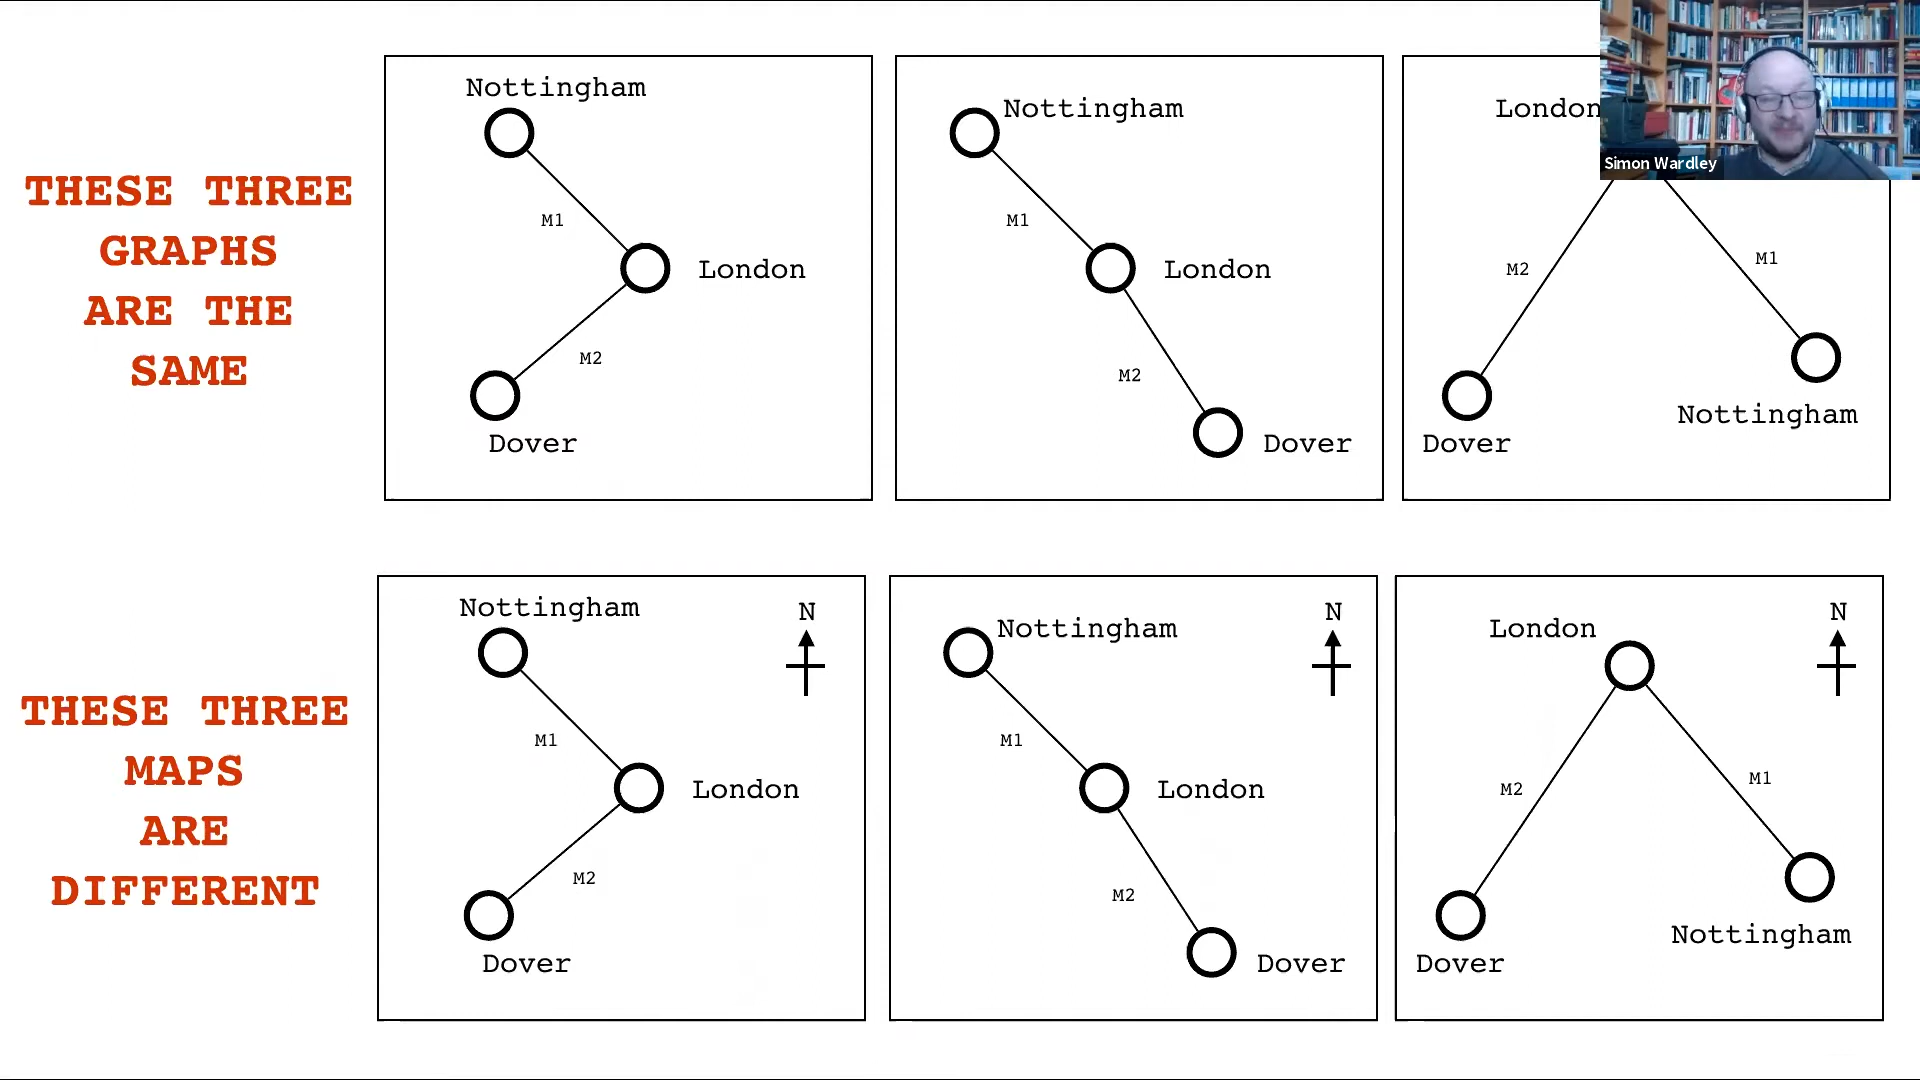 THESE THREE
GRAPHS
ARE THE
SAME
Nottingham
M1
London
M2
Dover
Nottingham
M1
London
M2
Dover
London
M2
M1
Nottingham
Dover
Simon Wardley
THESE THREE
MAPS
ARE
DIFFERENT
Nottingham
N
M1
London
M2
Dover
Nottingham
N
M1
London
M2
Dover
London
N
M2
M1
Nottingham
Dover